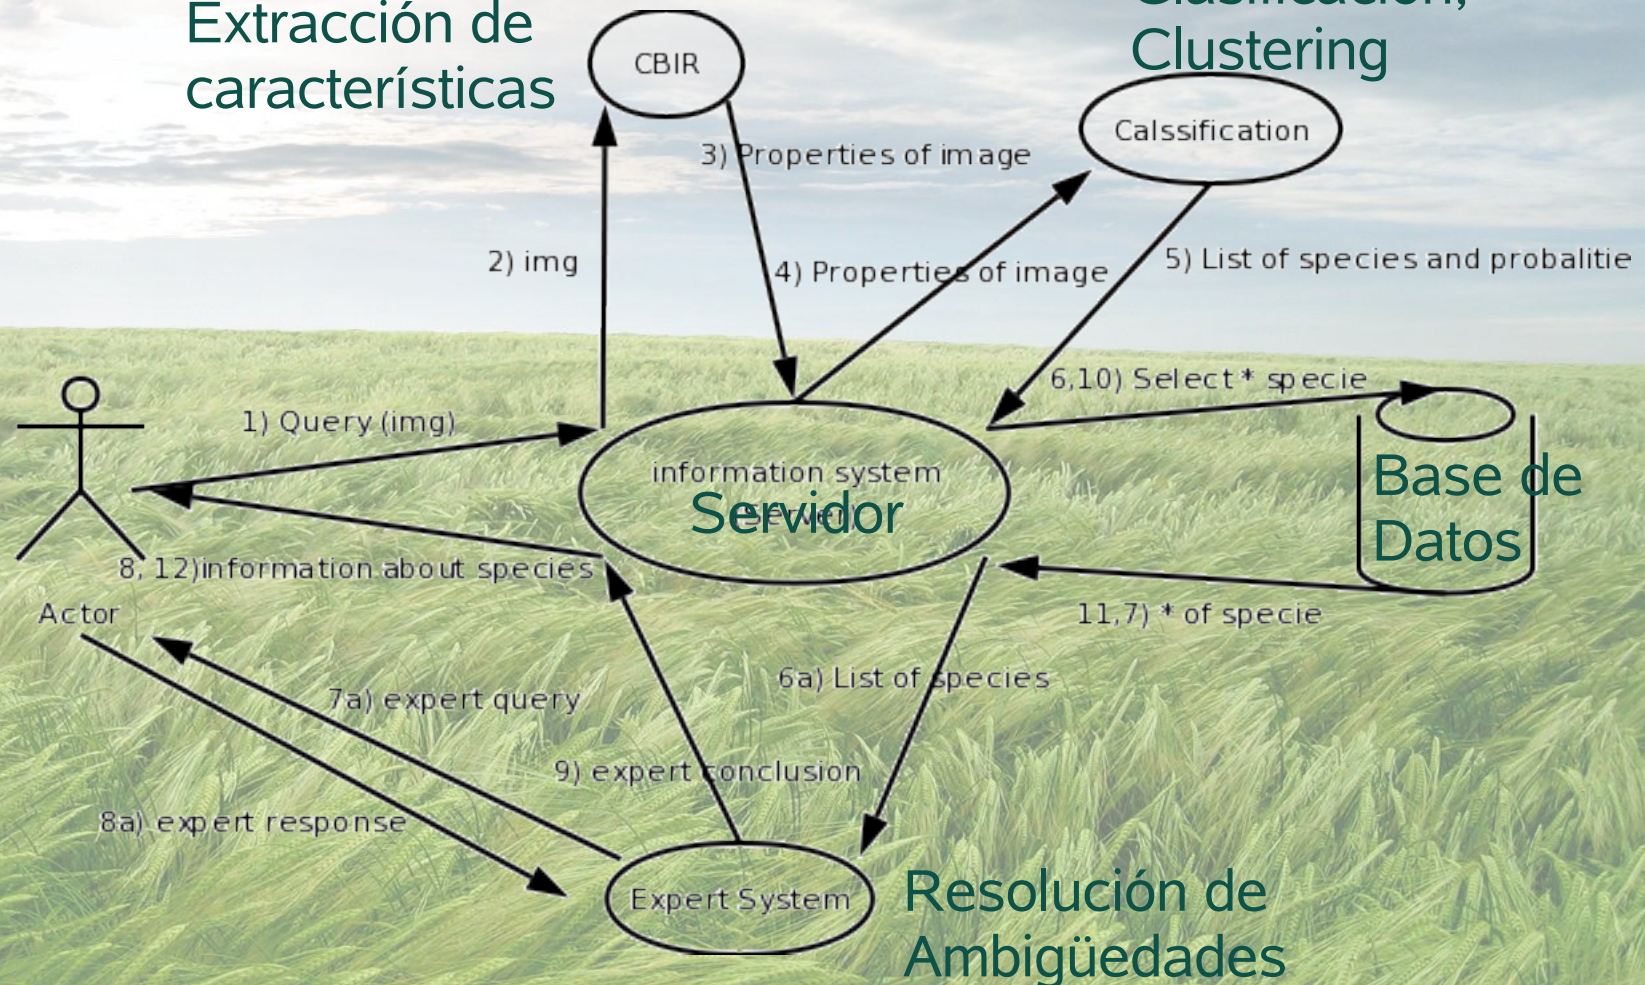 Extracción de
características
Clustering
CBIR
Calssification
3) Properties of image
2) img
4) Properties of image
5) List of species and probalitie
6,10) Select * specie
1) Query (img)
information system
(Server)
Servidor
Base de
Datos
8, 12)information about species
Actor
11,7) * of specie
6a) List of species
7a) expert query
9) expert conclusion
8a) expert response
Expert System
Resolución de
Ambigüedades